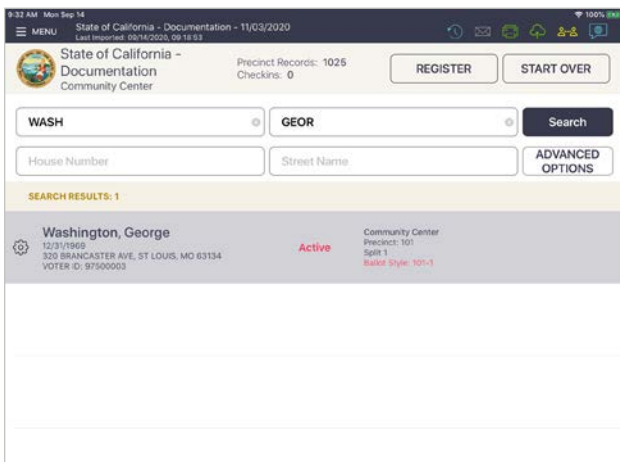 9:32 AM Mon Sep 14
100%
MENU
State of California - Documentation - 11/03/2020
Last Imported: 09/14/2020, 09:18:53
State of California -
Documentation
Community Center
Precinct Records: 1025
Checkins: 0
REGISTER
START OVER
WASH
GEOR
Search
House Number
Street Name
ADVANCED
OPTIONS
SEARCH RESULTS: 1
Washington, George
12/31/1969
320 BRANCASTER AVE, ST LOUIS, MO 63134
VOTER ID: 97500003
Active
Community Center
Precinct: 101
Split 1
Ballot Style: 101-1